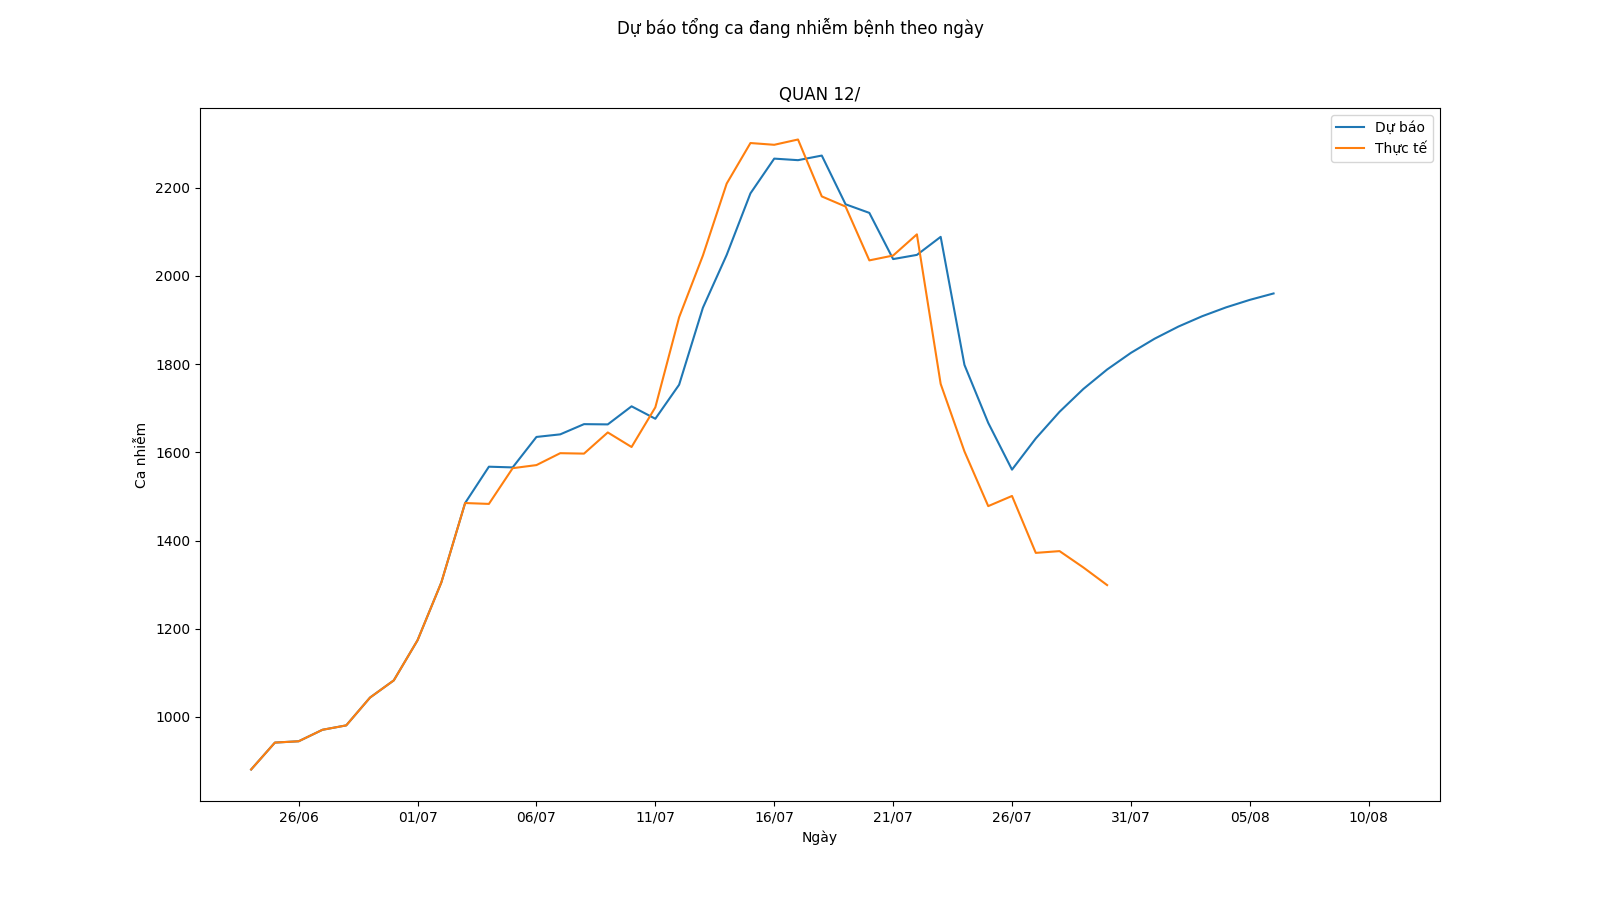 Dự báo tổng ca đang nhiễm bệnh theo ngày
QUAN 12/
Dự báo
Thực tế
2200
2000
1800
1600
1400
1200
1000
Ca nhiễm
26/06
01/07
06/07
11/07
16/07
21/07
26/07
31/07
05/08
10/08
Ngày